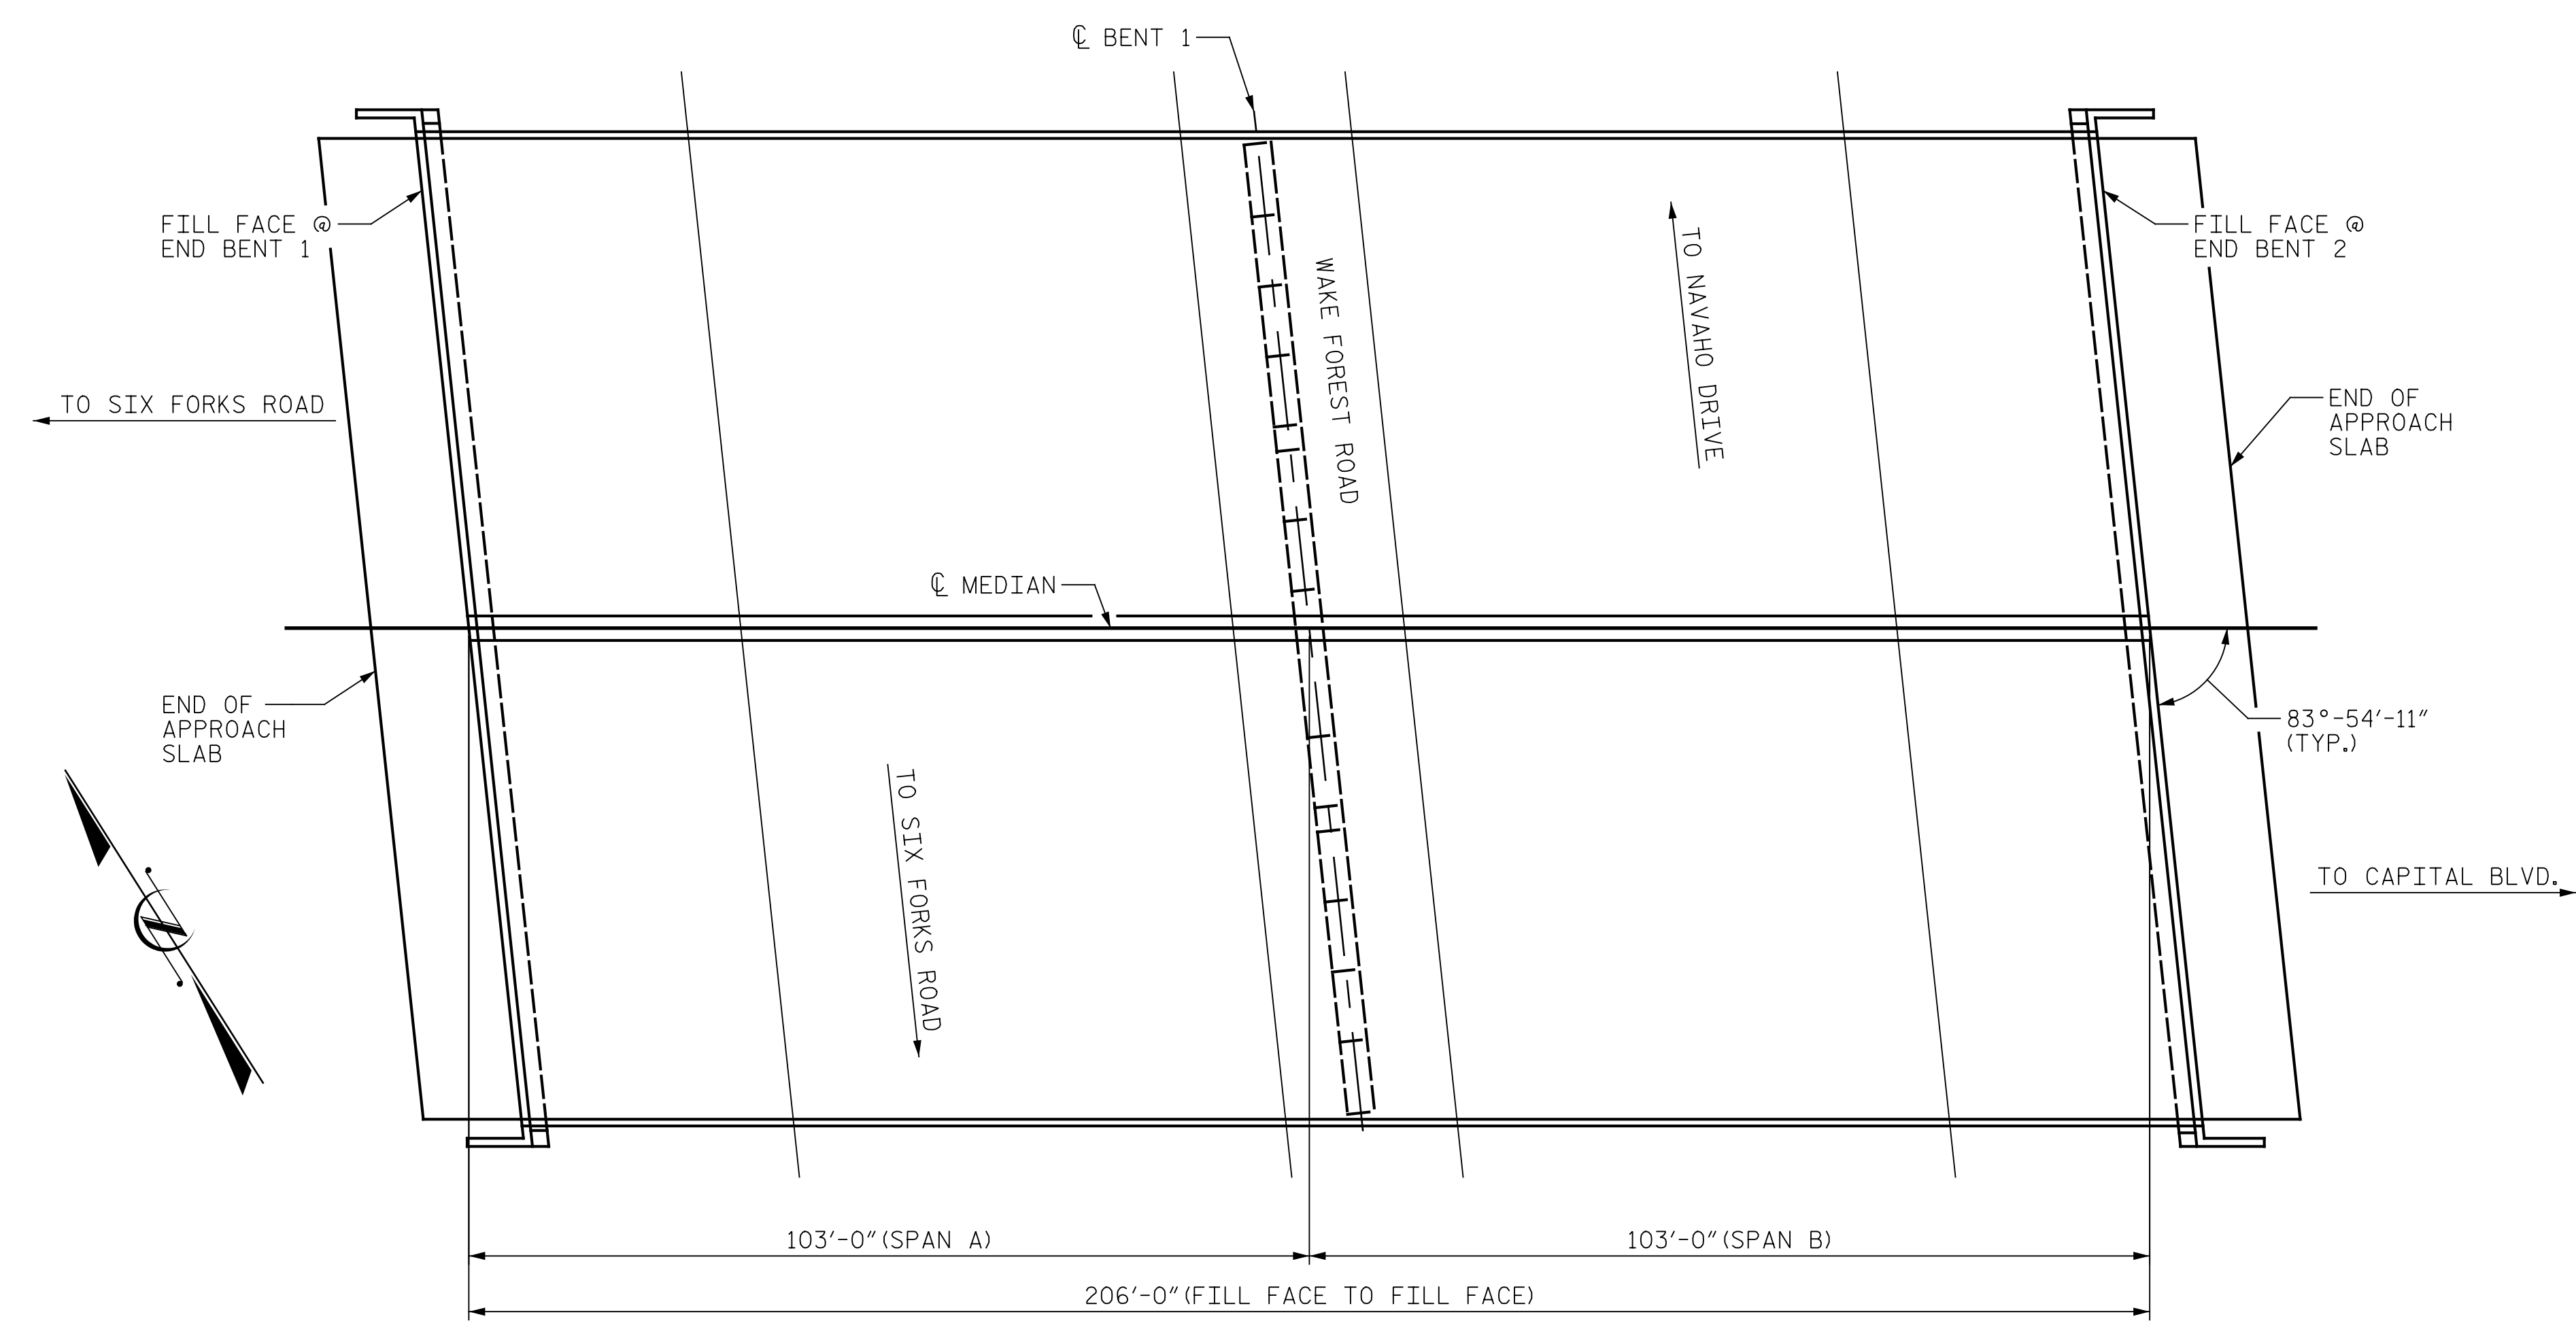 ℄ BENT 1
FILL FACE @
END BENT 1
FILL FACE @
END BENT 2
WAKE FOREST ROAD
TO NAVAHO DRIVE
TO SIX FORKS ROAD
END OF
APPROACH
SLAB
℄ MEDIAN
END OF
APPROACH
SLAB
83°-54′-11″
(TYP.)
TO SIX FORKS ROAD
TO CAPITAL BLVD.
N
103′-0″(SPAN A)
103′-0″(SPAN B)
206′-0″(FILL FACE TO FILL FACE)